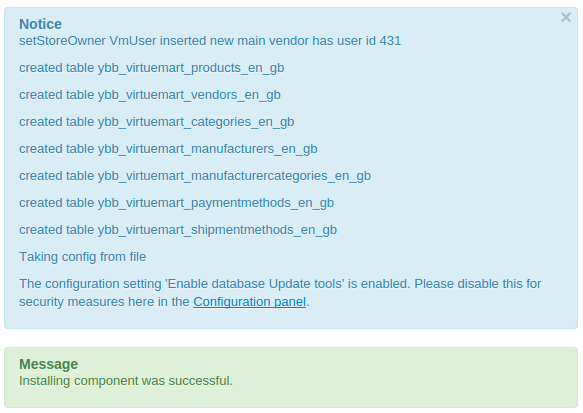 Notice
×
setStoreOwner VmUser inserted new main vendor has user id 431
created table ybb_virtuemart_products_en_gb
created table ybb_virtuemart_vendors_en_gb
created table ybb_virtuemart_categories_en_gb
created table ybb_virtuemart_manufacturers_en_gb
created table ybb_virtuemart_manufacturercategories_en_gb
created table ybb_virtuemart_paymentmethods_en_gb
created table ybb_virtuemart_shipmentmethods_en_gb
Taking config from file
The configuration setting 'Enable database Update tools' is enabled. Please disable this for
security measures here in the Configuration panel.
Message
Installing component was successful.